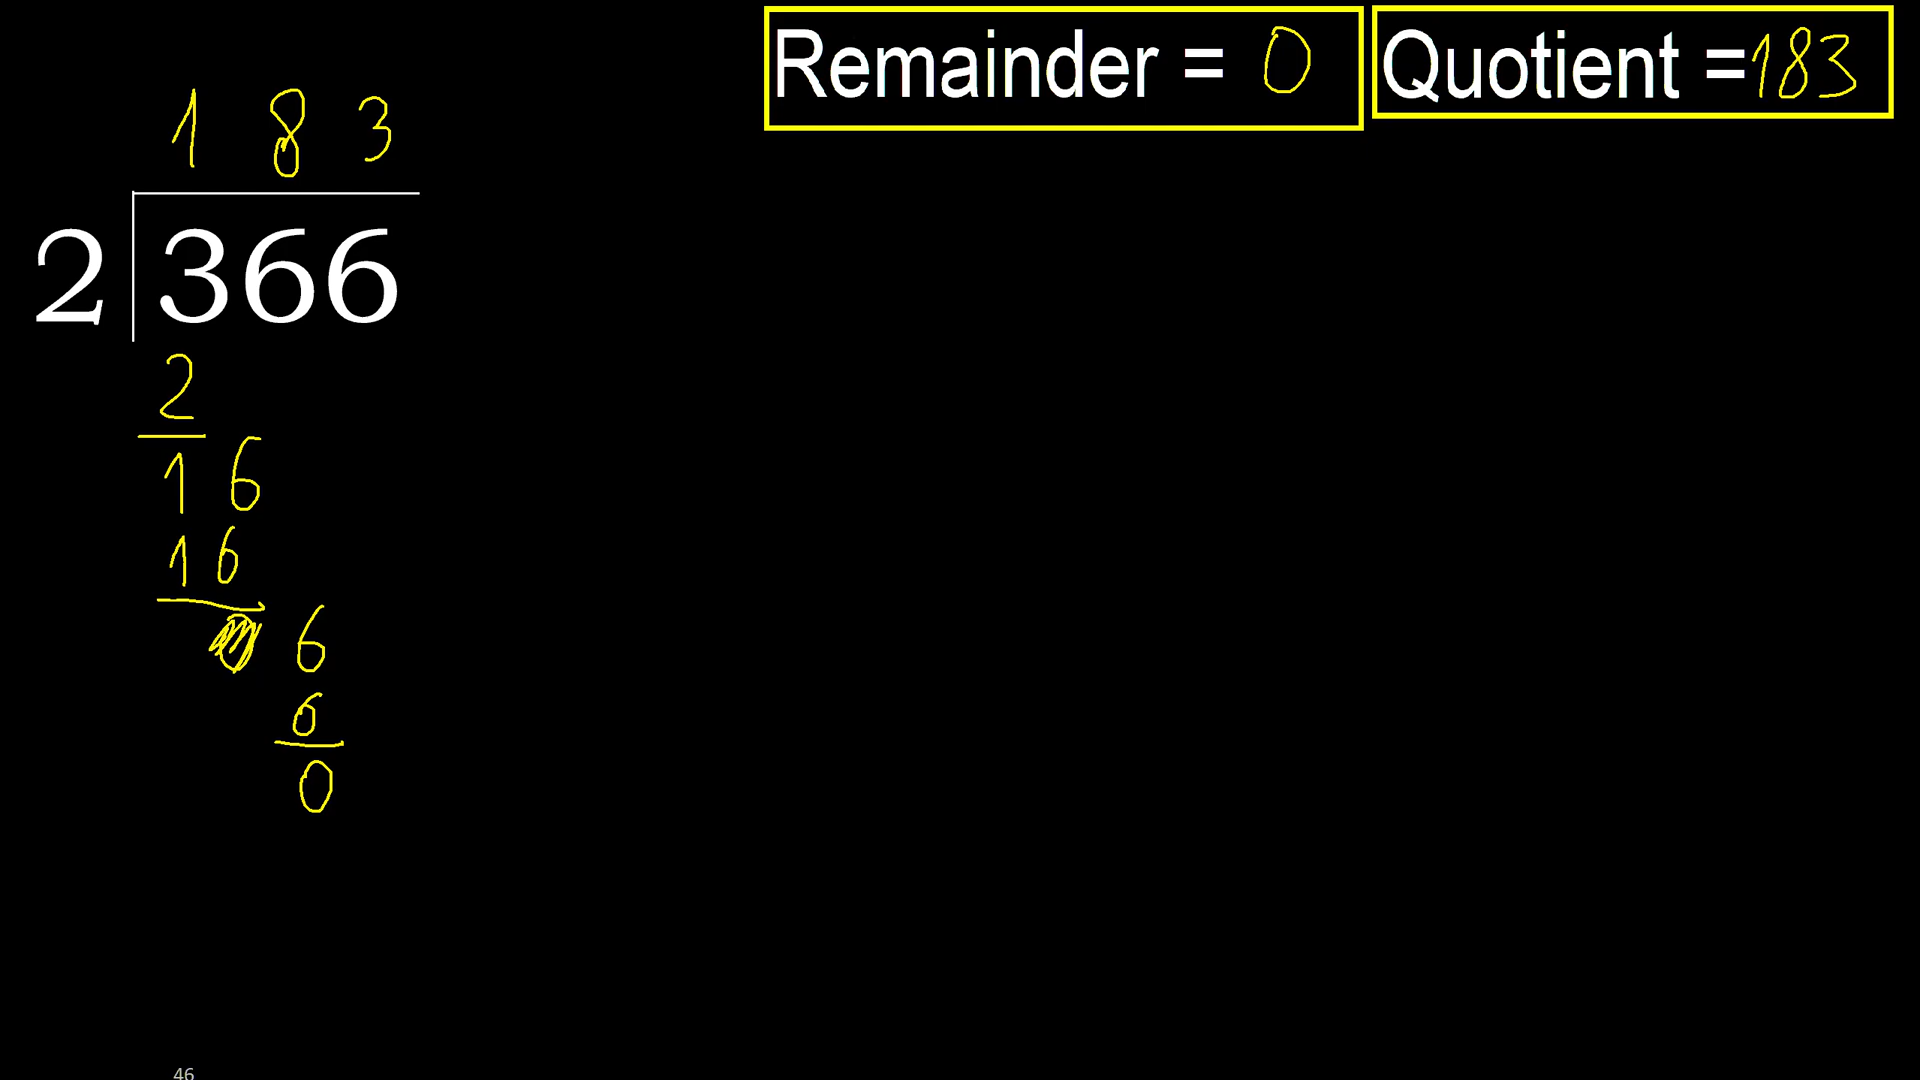 Remainder = 0
Quotient =183
1 8 3
2 366
2
1 6
1 6
6
6
0
46